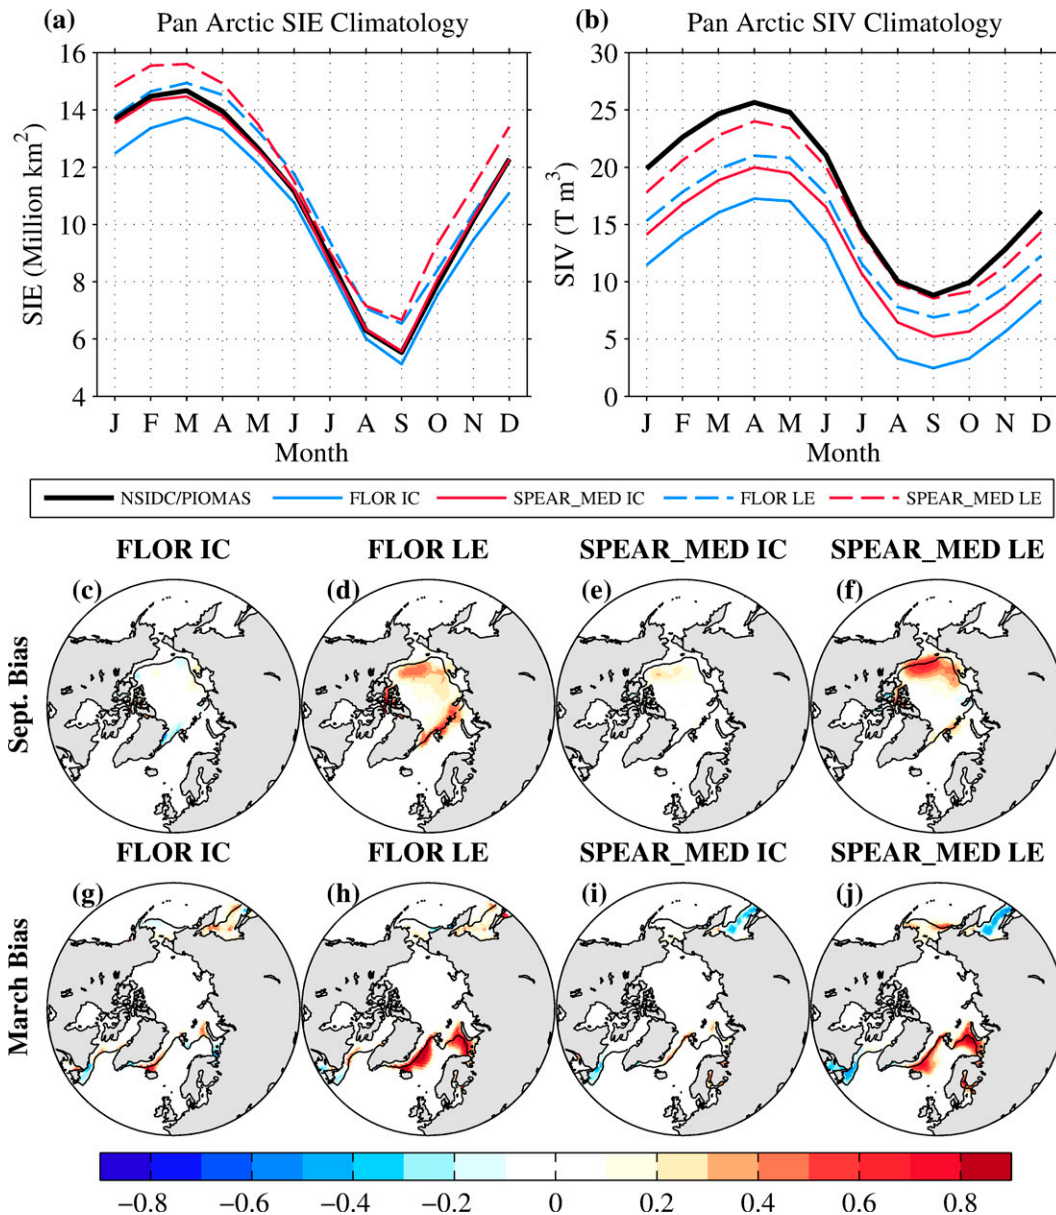 (a) Pan Arctic SIE Climatology
SIE (Million km²)
16
14
12
10
8
6
4
J F M A M J J A S O N D
Month
(b) Pan Arctic SIV Climatology
SIV (T m³)
30
25
20
15
10
5
0
J F M A M J J A S O N D
Month
NSIDC/PIOMAS FLOR IC SPEAR_MED IC FLOR LE SPEAR_MED LE
FLOR IC FLOR LE SPEAR_MED IC SPEAR_MED LE
Sept. Bias
(c) (d) (e) (f)
FLOR IC FLOR LE SPEAR_MED IC SPEAR_MED LE
March Bias
(g) (h) (i) (j)
−0.8 −0.6 −0.4 −0.2 0 0.2 0.4 0.6 0.8